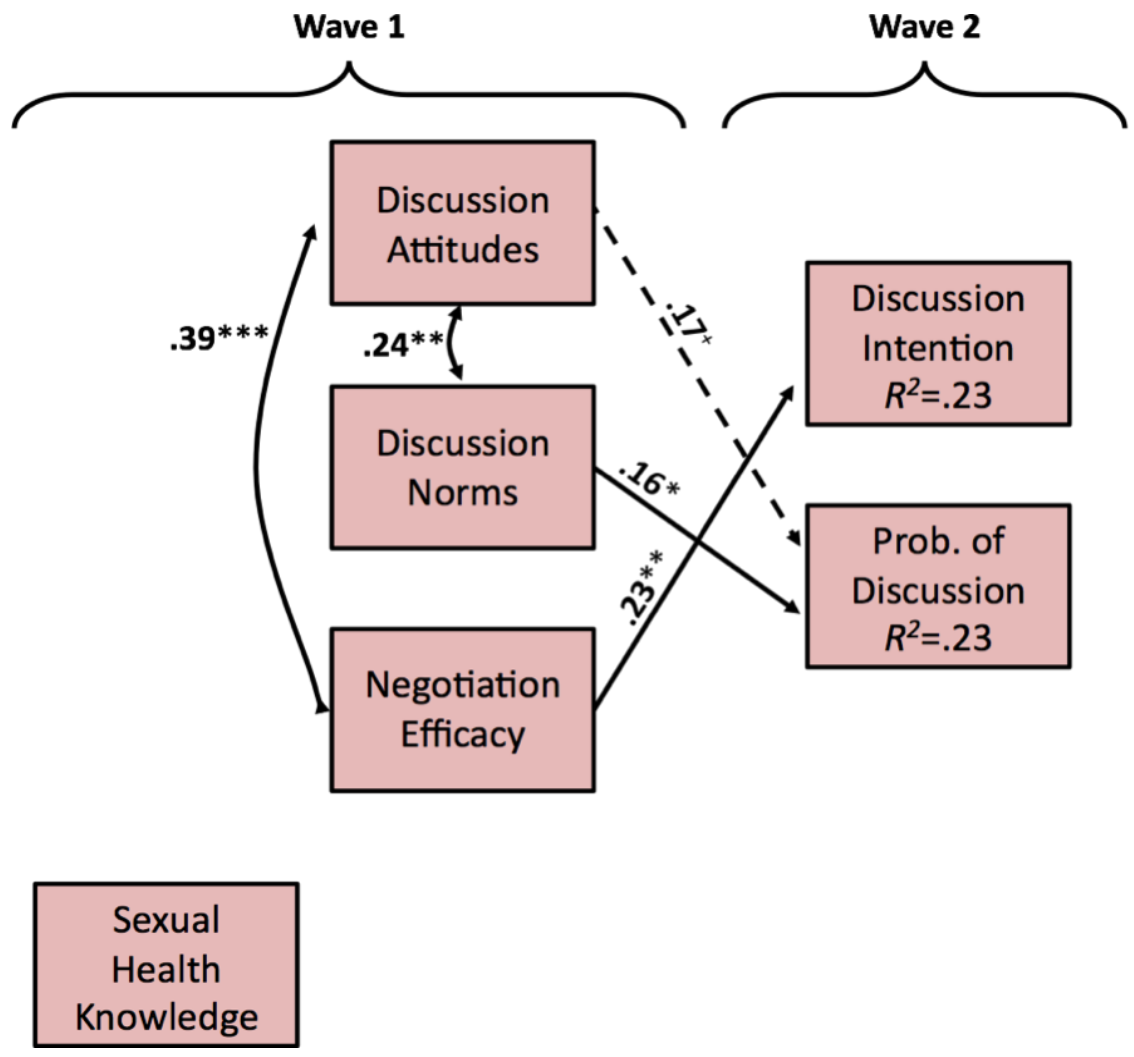 Wave 1
Wave 2
Discussion
Attitudes
.39***
.24**
.17+
Discussion
Intention
R²=.23
Discussion
Norms
.16*
.23**
Prob. of
Discussion
R²=.23
Negotiation
Efficacy
Sexual
Health
Knowledge